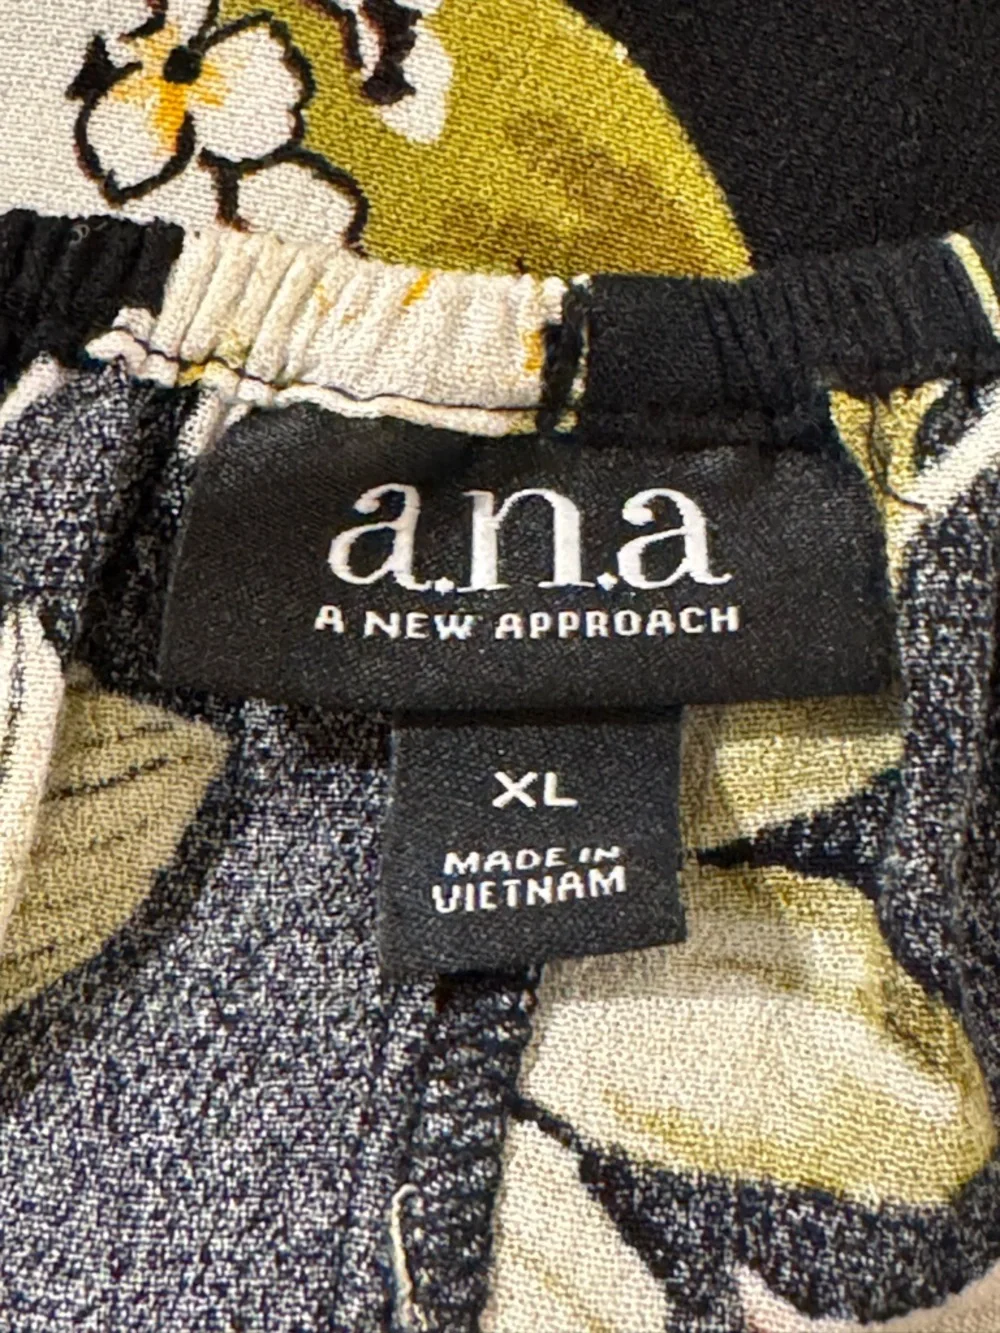 a.n.a
A NEW APPROACH
XL
MADE IN
VIETNAM